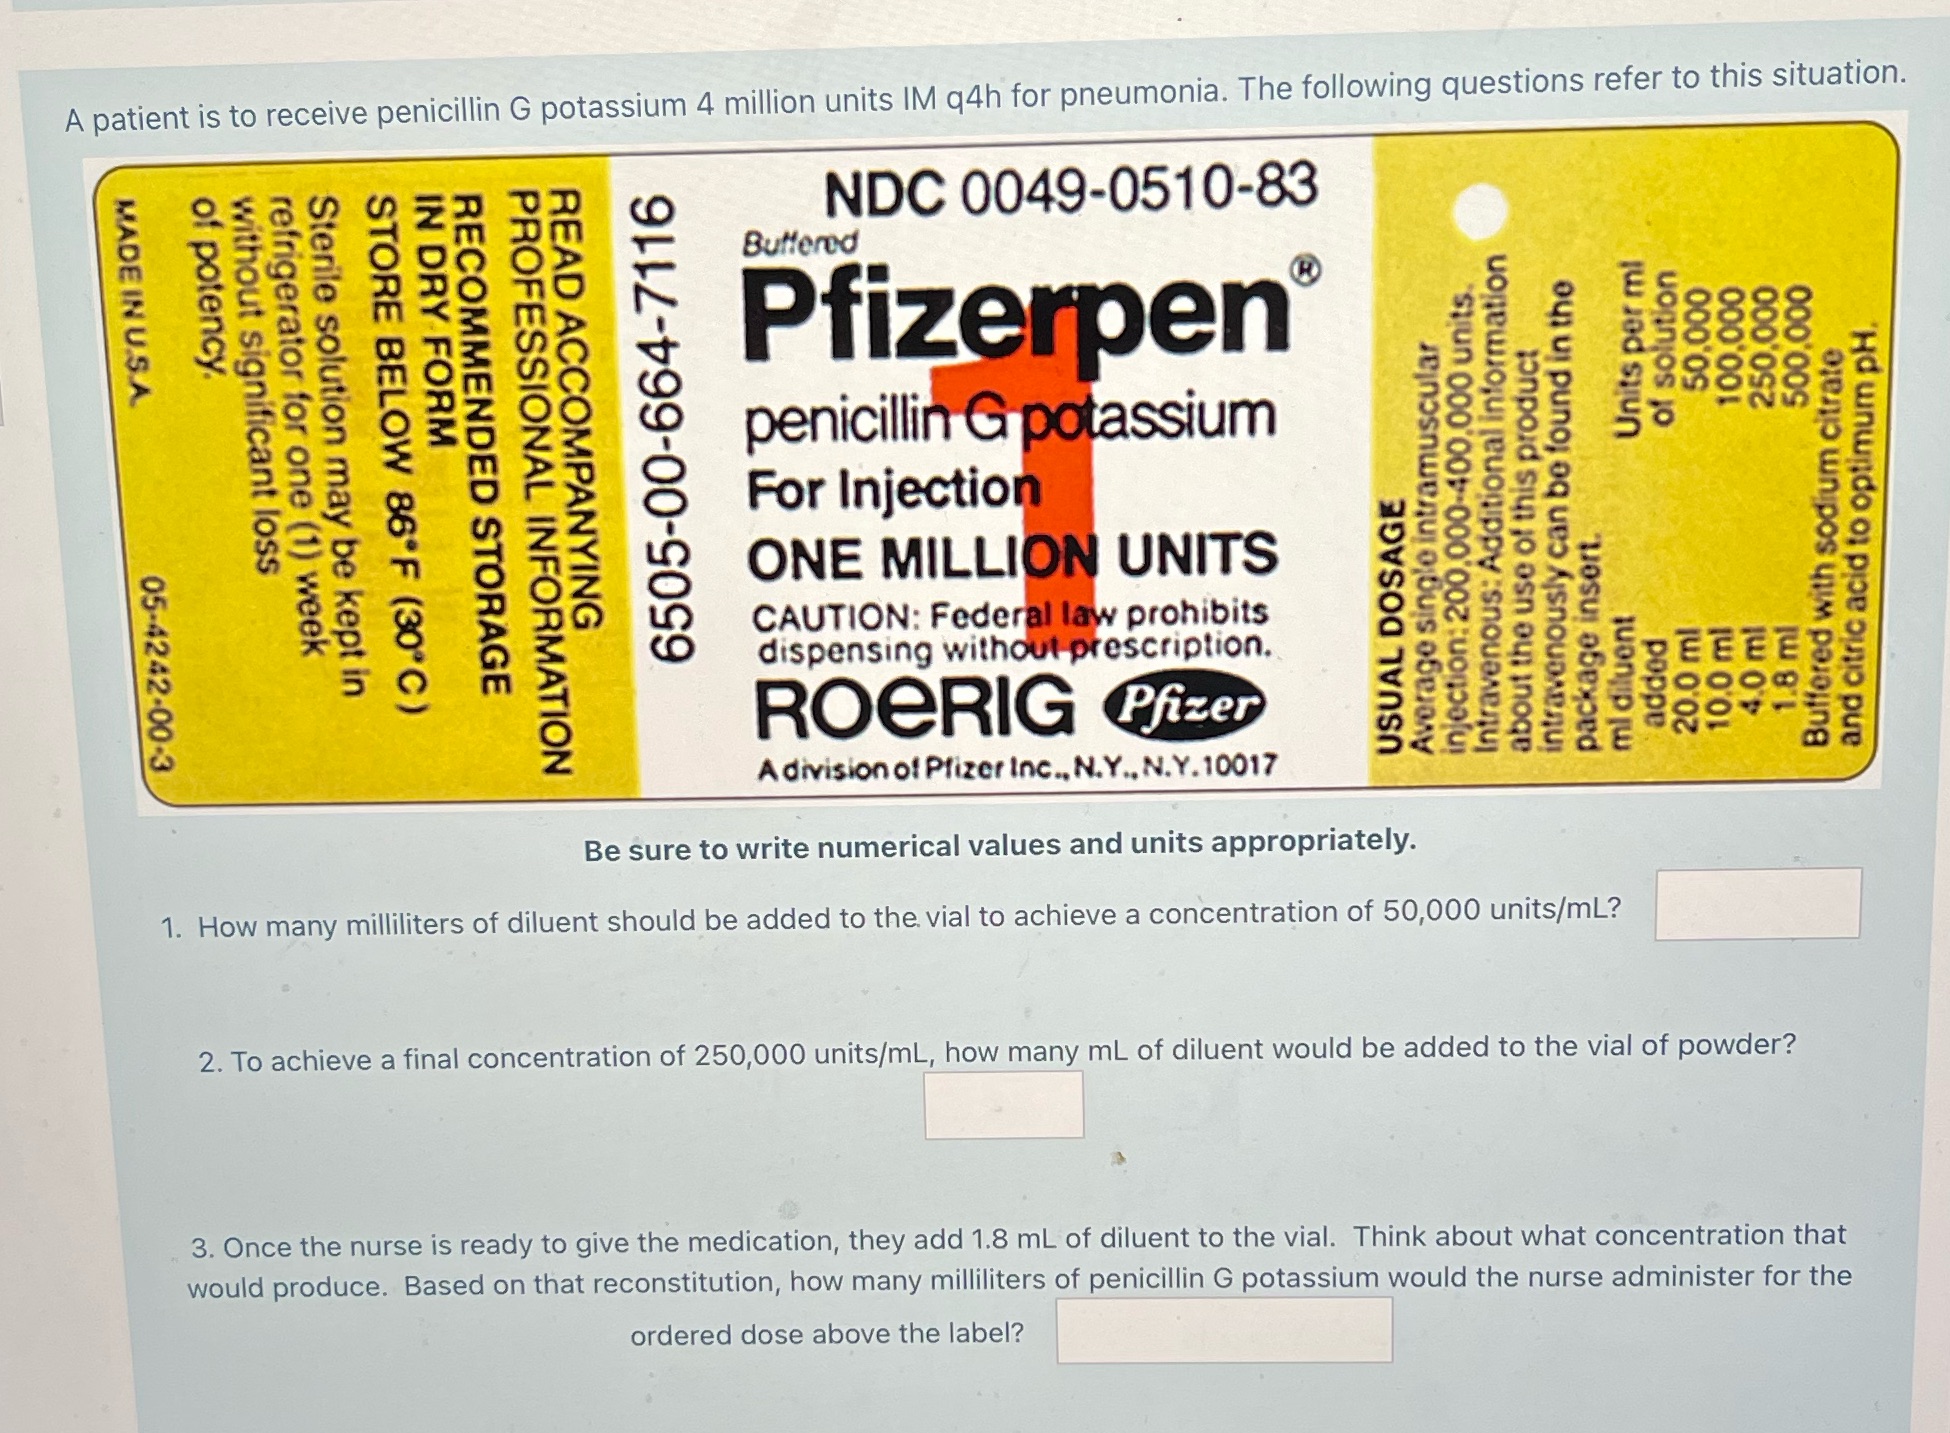 A patient is to receive penicillin G potassium 4 million units IM q4h for pneumonia. The following questions refer to this situation.
READ ACCOMPANYING
PROFESSIONAL INFORMATION
RECOMMENDED STORAGE
IN DRY FORM
STORE BELOW 86°F (30°C)
Sterile solution may be kept in
refrigerator for one (1) week
without significant loss
of potency.
MADE IN U.S.A. 05-4242-00-3
6505-00-664-7116
NDC 0049-0510-83
Buffered
Pfizerpen®
penicillin G potassium
For Injection
ONE MILLION UNITS
1
CAUTION: Federal law prohibits
dispensing without prescription.
ROeRIG Pfizer
A division of Pfizer Inc., N.Y., N.Y. 10017
USUAL DOSAGE
Average single intramuscular
injection: 200,000-400,000 units.
Intravenous: Additional information
about the use of this product
intravenously can be found in the
package insert.
ml diluent Units per ml
added of solution
20.0 ml 50,000
10.0 ml 100,000
4.0 ml 250,000
1.8 ml 500,000
Buffered with sodium citrate
and citric acid to optimum pH.
Be sure to write numerical values and units appropriately.
1. How many milliliters of diluent should be added to the vial to achieve a concentration of 50,000 units/mL?
2. To achieve a final concentration of 250,000 units/mL, how many mL of diluent would be added to the vial of powder?
3. Once the nurse is ready to give the medication, they add 1.8 mL of diluent to the vial. Think about what concentration that
would produce. Based on that reconstitution, how many milliliters of penicillin G potassium would the nurse administer for the
ordered dose above the label?